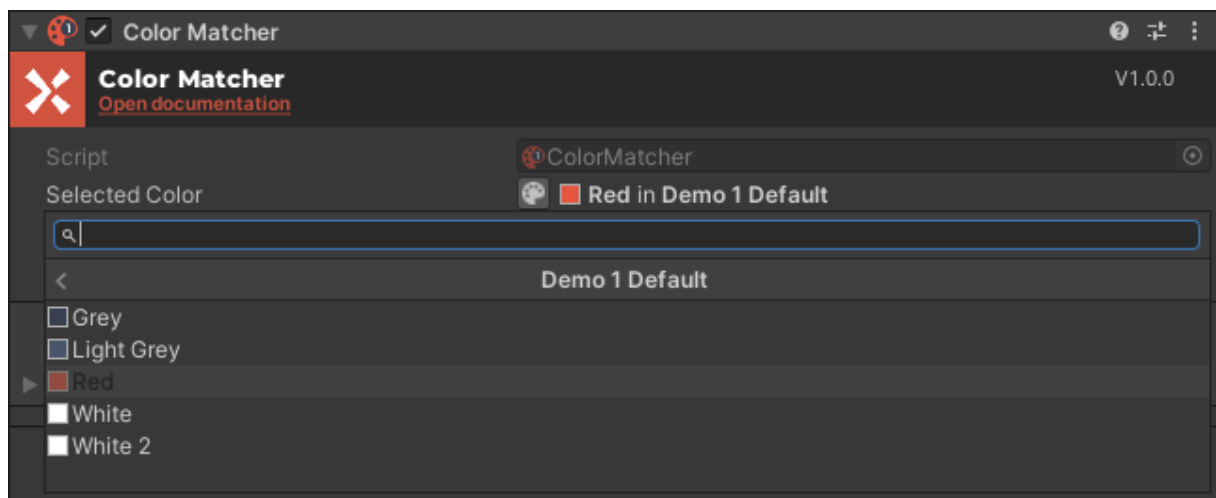 Color Matcher
Color Matcher
V1.0.0
Open documentation
Script ColorMatcher
Selected Color Red in Demo 1 Default
Demo 1 Default
Grey
Light Grey
Red
White
White 2